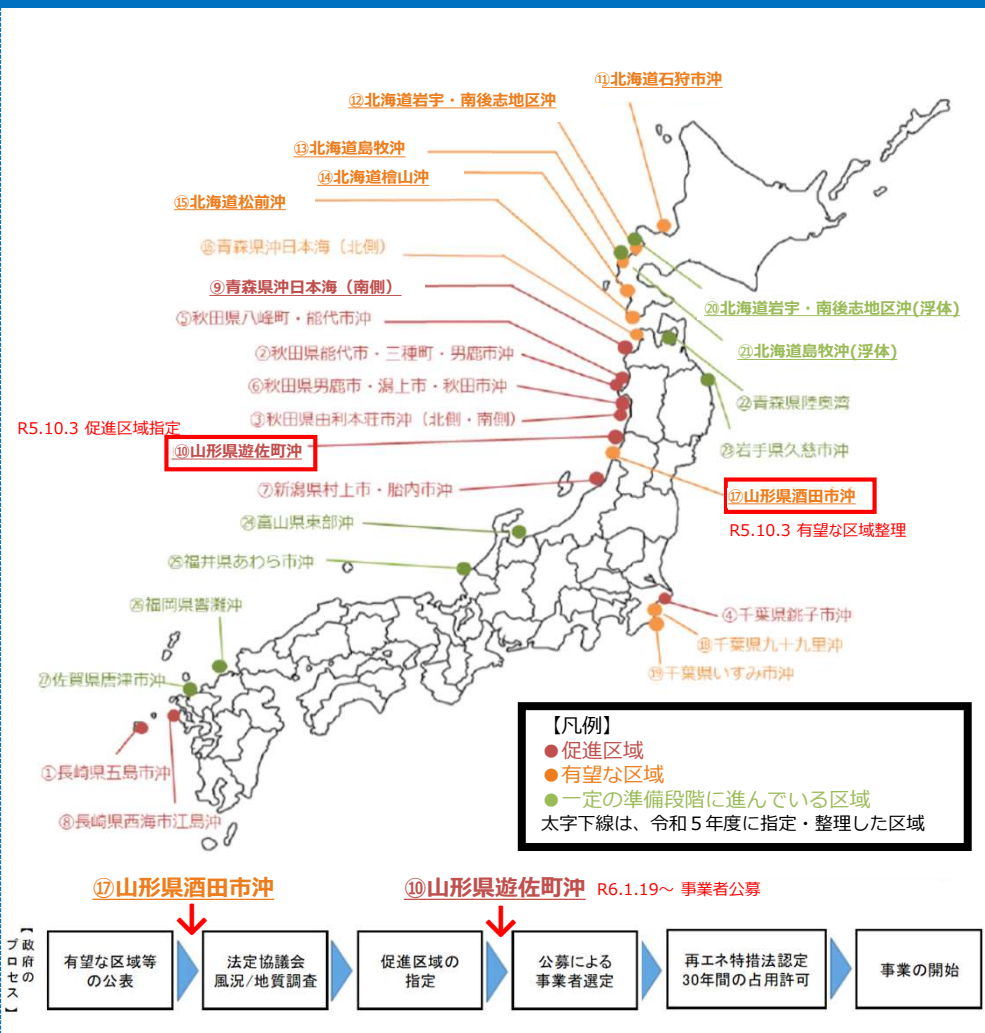 ⑪北海道石狩市沖
⑫北海道岩宇・南後志地区沖
⑬北海道島牧沖
⑭北海道檜山沖
⑮北海道松前沖
⑯青森県沖日本海（北側）
⑨青森県沖日本海（南側）
⑤秋田県八峰町・能代市沖
②秋田県能代市・三種町・男鹿市沖
⑥秋田県男鹿市・潟上市・秋田市沖
③秋田県由利本荘市沖（北側・南側）
R5.10.3 促進区域指定
⑩山形県遊佐町沖
⑦新潟県村上市・胎内市沖
㉔富山県東部沖
㉕福井県あわら市沖
㉖福岡県響灘沖
㉗佐賀県唐津市沖
①長崎県五島市沖
⑧長崎県西海市江島沖
⑳北海道岩宇・南後志地区沖(浮体)
㉑北海道島牧沖(浮体)
㉒青森県陸奥湾
㉓岩手県久慈市沖
⑰山形県酒田市沖
R5.10.3 有望な区域整理
④千葉県銚子市沖
⑱千葉県九十九里沖
⑲千葉県いすみ市沖
【凡例】
●促進区域
●有望な区域
●一定の準備段階に進んでいる区域
太字下線は、令和５年度に指定・整理した区域
⑰山形県酒田市沖
⑩山形県遊佐町沖 R6.1.19～ 事業者公募
【政府の
プロセス】
有望な区域等
の公表
法定協議会
風況/地質調査
促進区域の
指定
公募による
事業者選定
再エネ特措法認定
30年間の占用許可
事業の開始